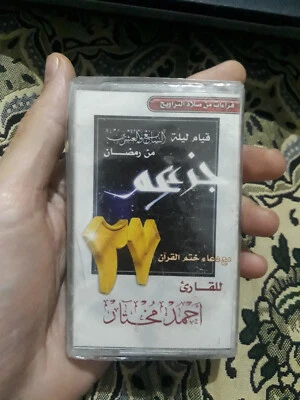 قراءات من صلاة التراويح
قيام ليلة السابع والعشرين
من رمضان
جزء عم
٢٧
مع دعاء ختم القرآن
للقارئ
أحمد مختار